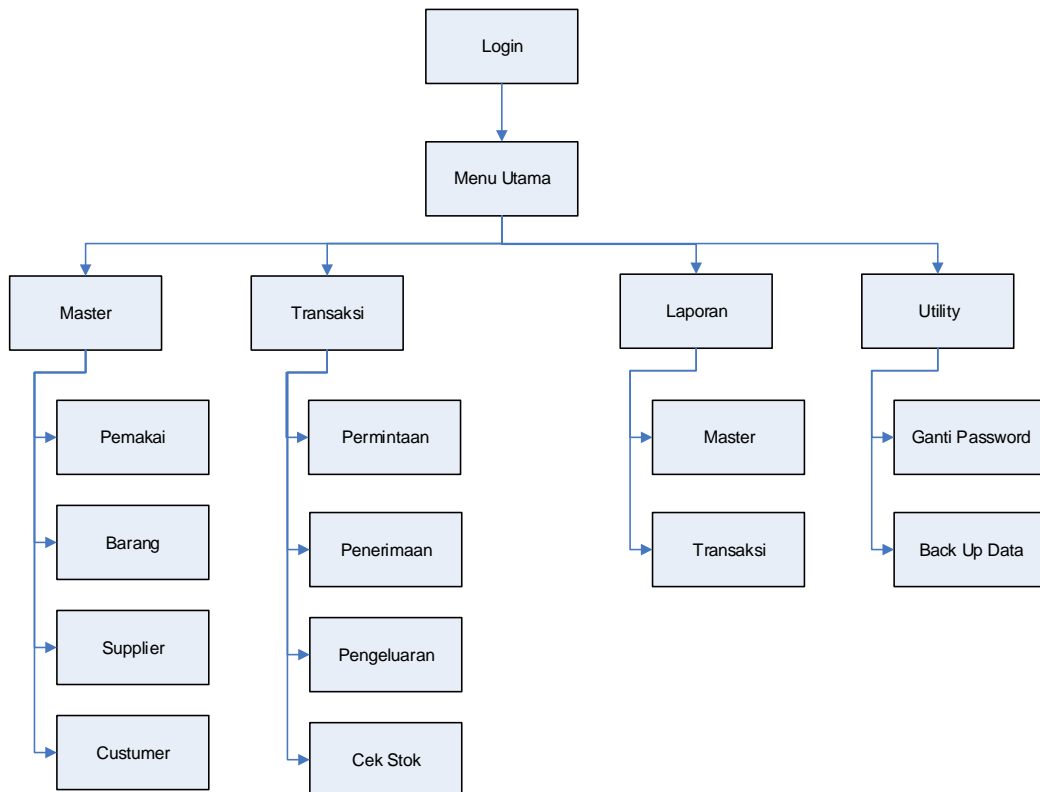 Login
Menu Utama
Master
Transaksi
Laporan
Utility
Pemakai
Permintaan
Master
Ganti Password
Barang
Penerimaan
Transaksi
Back Up Data
Supplier
Pengeluaran
Custumer
Cek Stok